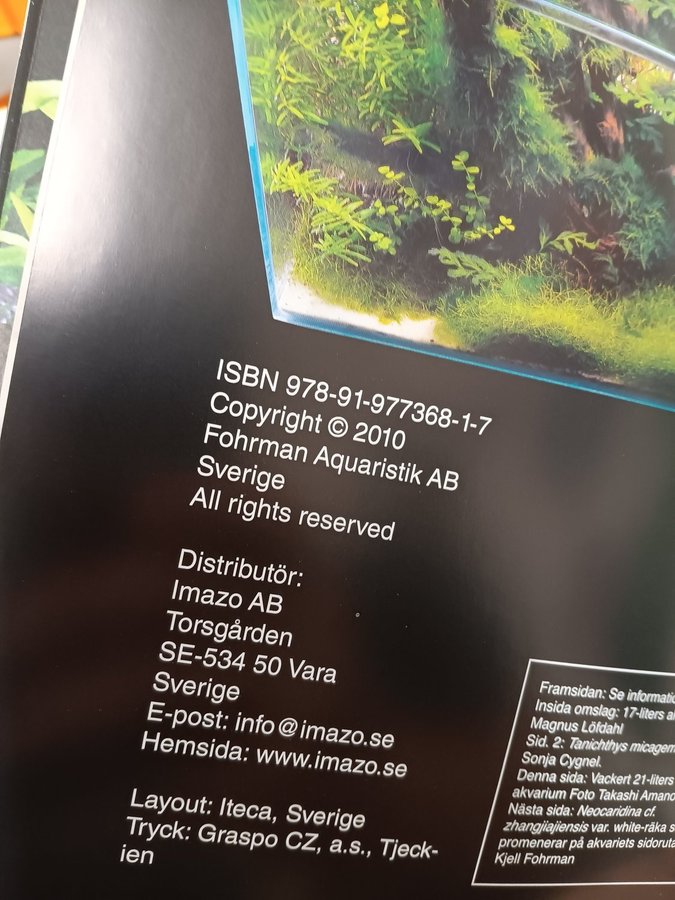 ISBN 978-91-977368-1-7
Copyright © 2010
Fohrman Aquaristik AB
Sverige
All rights reserved
Distributör:
Imazo AB
Torsgården
SE-534 50 Vara
Sverige
E-post: info@imazo.se
Hemsida: www.imazo.se
Layout: Iteca, Sverige
Tryck: Graspo CZ, a.s., Tjeck-
ien
Framsidan: Se
Insida omslag: 17-liters
Magnus Löfdahl
Sid. 2: Tanichthys
Sonja Cygnel.
Denna sida: Vackert 21-liters
akvarium Foto Takashi
Nästa sida: Neocaridina cf.
zhangjiajiensis var. white-räka
promenerar på akvariets
Kjell Fohrman